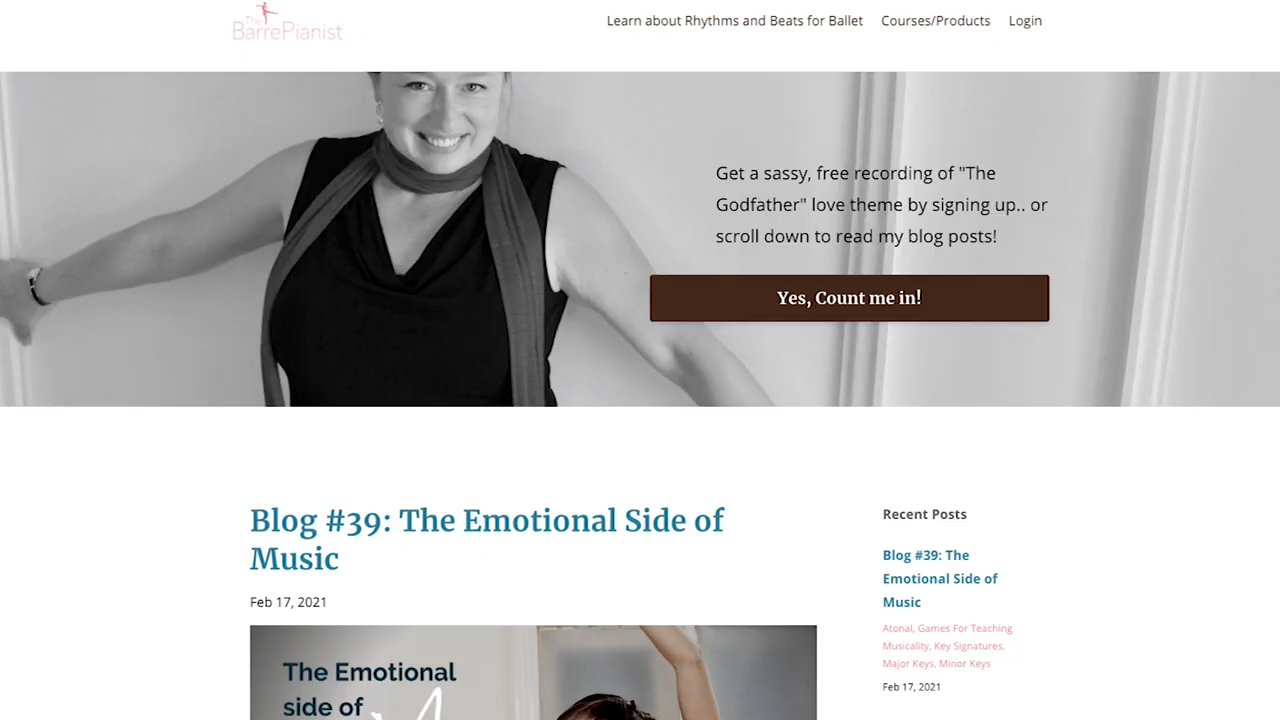 The
BarrePianist
Learn about Rhythms and Beats for Ballet
Courses/Products
Login
Get a sassy, free recording of "The
Godfather" love theme by signing up.. or
scroll down to read my blog posts!
Yes, Count me in!
Blog #39: The Emotional Side of
Music
Feb 17, 2021
The Emotional
side of
Recent Posts
Blog #39: The
Emotional Side of
Music
Atonal, Games For Teaching
Musicality, Key Signatures,
Major Keys, Minor Keys
Feb 17, 2021